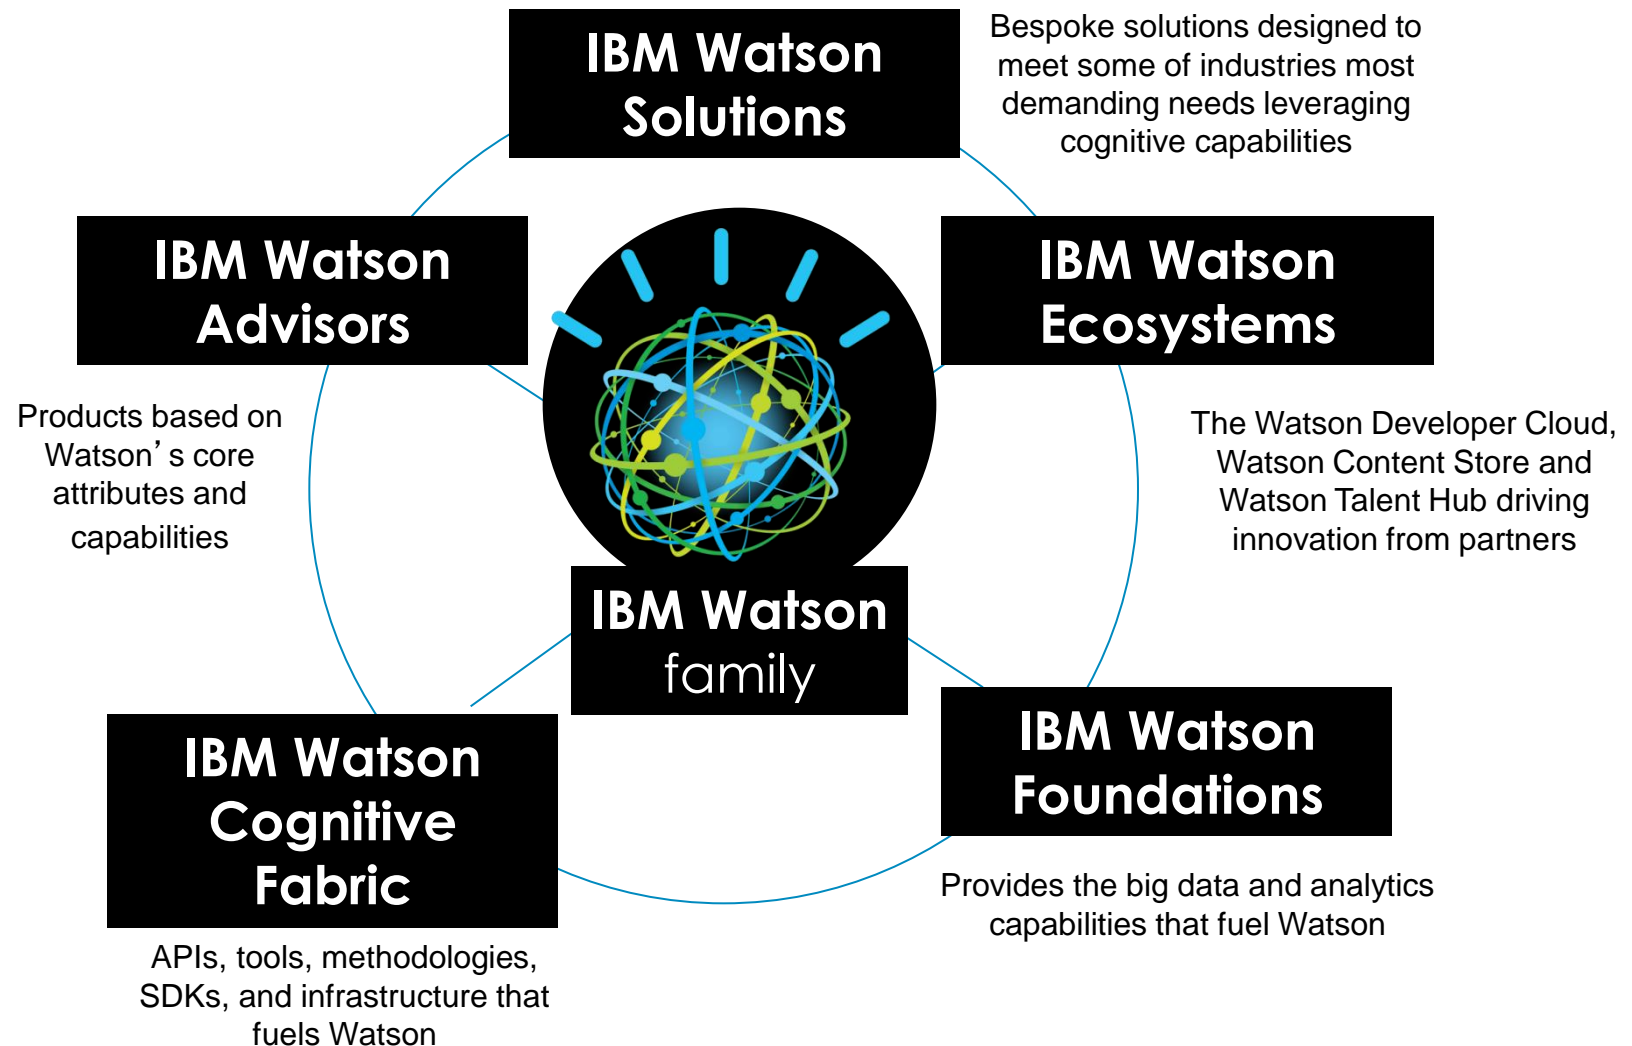 IBM Watson
Solutions
Bespoke solutions designed to
meet some of industries most
demanding needs leveraging
cognitive capabilities
IBM Watson
Advisors
Products based on
Watson’s core
attributes and
capabilities
IBM Watson
Ecosystems
The Watson Developer Cloud,
Watson Content Store and
Watson Talent Hub driving
innovation from partners
IBM Watson
family
IBM Watson
Cognitive
Fabric
APIs, tools, methodologies,
SDKs, and infrastructure that
fuels Watson
IBM Watson
Foundations
Provides the big data and analytics
capabilities that fuel Watson